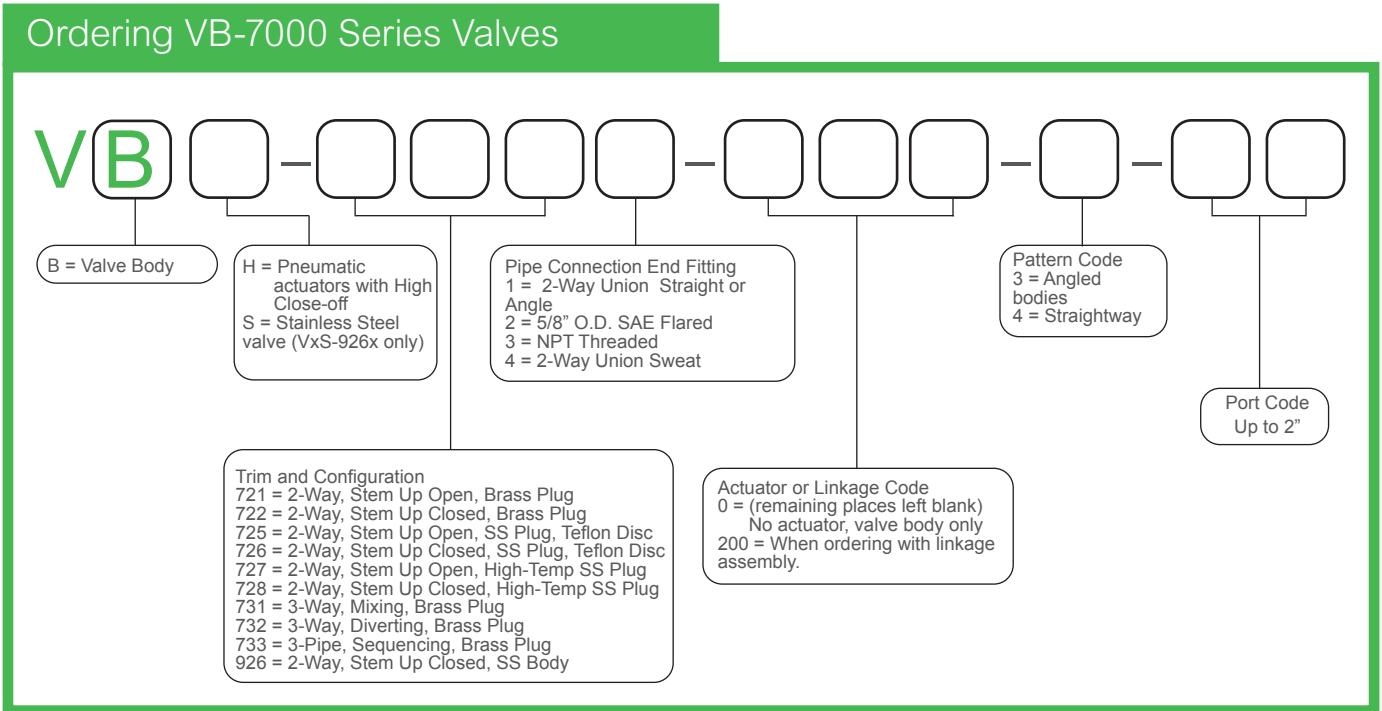 Ordering VB-7000 Series Valves
VB
B = Valve Body
H = Pneumatic
actuators with High
Close-off
S = Stainless Steel
valve (VxS-926x only)
Pipe Connection End Fitting
1 = 2-Way Union Straight or
Angle
2 = 5/8” O.D. SAE Flared
3 = NPT Threaded
4 = 2-Way Union Sweat
Pattern Code
3 = Angled
bodies
4 = Straightway
Port Code
Up to 2”
Trim and Configuration
721 = 2-Way, Stem Up Open, Brass Plug
722 = 2-Way, Stem Up Closed, Brass Plug
725 = 2-Way, Stem Up Open, SS Plug, Teflon Disc
726 = 2-Way, Stem Up Closed, SS Plug, Teflon Disc
727 = 2-Way, Stem Up Open, High-Temp SS Plug
728 = 2-Way, Stem Up Closed, High-Temp SS Plug
731 = 3-Way, Mixing, Brass Plug
732 = 3-Way, Diverting, Brass Plug
733 = 3-Pipe, Sequencing, Brass Plug
926 = 2-Way, Stem Up Closed, SS Body
Actuator or Linkage Code
0 = (remaining places left blank)
No actuator, valve body only
200 = When ordering with linkage
assembly.